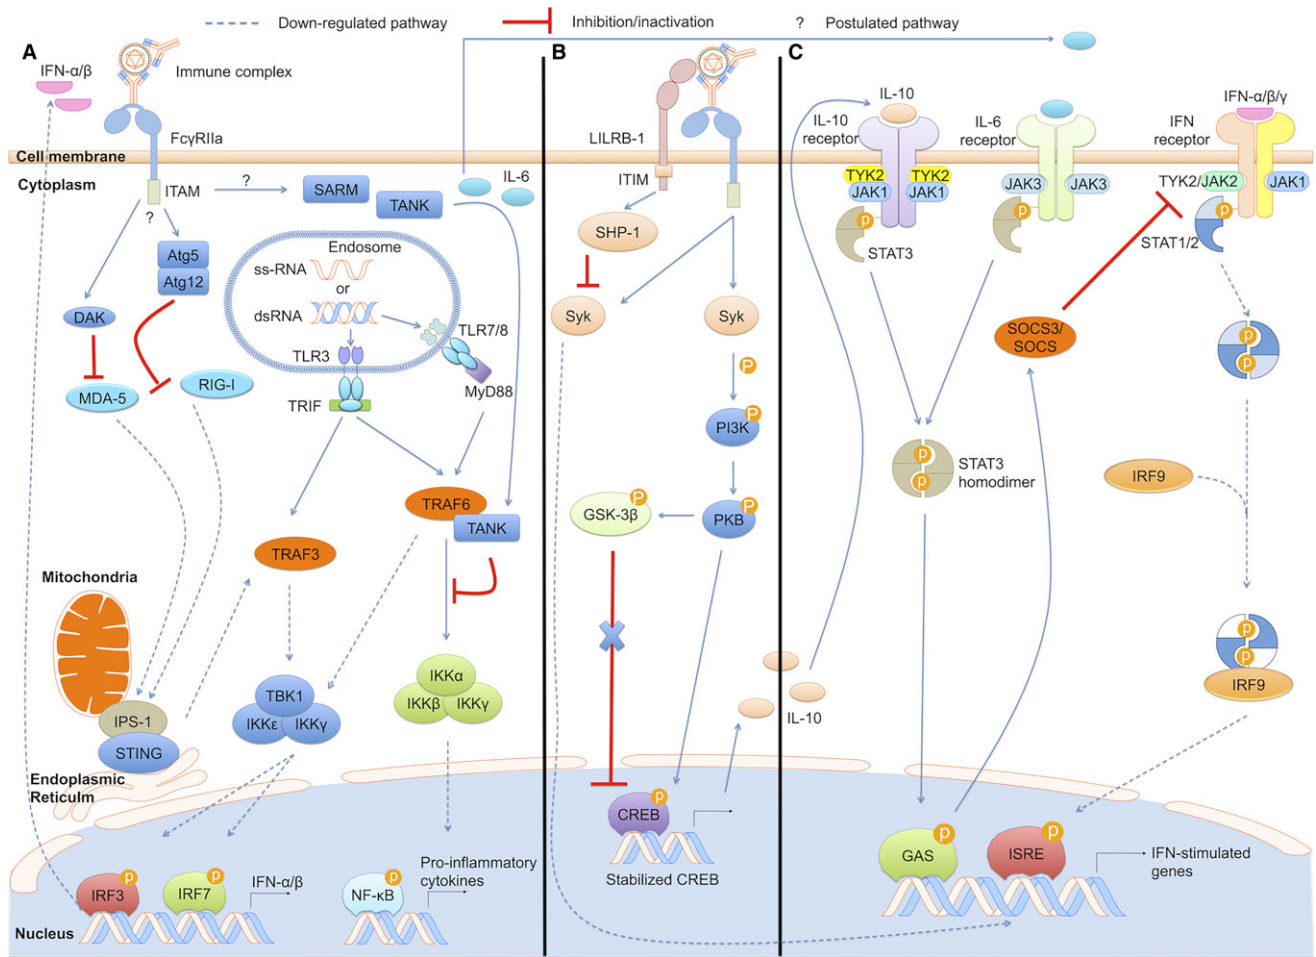 Down-regulated pathway
Inhibition/inactivation
? Postulated pathway
A
IFN-α/β
Immune complex
FcγRIIa
Cell membrane
Cytoplasm
ITAM
?
?
SARM
TANK
IL-6
Atg5
Atg12
DAK
MDA-5
RIG-I
Endosome
ss-RNA
or
dsRNA
TLR3
TRIF
TLR7/8
MyD88
TRAF6
TANK
TRAF3
Mitochondria
IPS-1
STING
TBK1
IKKε
IKKγ
IKKα
IKKβ
IKKγ
Endoplasmic
Reticulm
IRF3
p
IRF7
p
IFN-α/β
NF-κB
p
Pro-inflammatory
cytokines
Nucleus
B
LILRB-1
ITIM
SHP-1
Syk
Syk
P
PI3K
P
GSK-3β
P
PKB
P
CREB
p
Stabilized CREB
IL-10
C
IL-10
IL-10
receptor
TYK2
JAK1
TYK2
JAK1
p
STAT3
IL-6
receptor
JAK3
JAK3
p
IFN-α/β/γ
IFN
receptor
TYK2/JAK2
JAK1
p
STAT1/2
SOCS3/
SOCS
p
p
p
p
STAT3
homodimer
IRF9
p
p
IRF9
GAS
p
ISRE
p
IFN-stimulated
genes